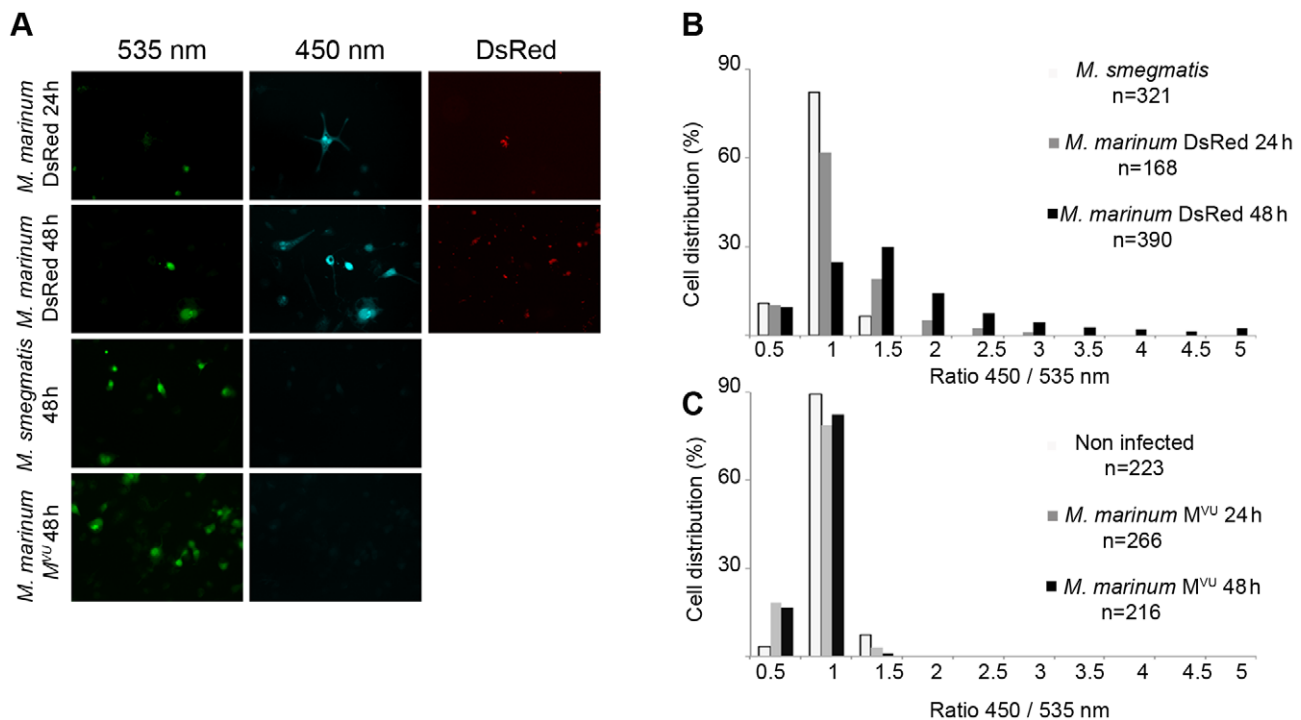 A
535 nm
450 nm
DsRed
M. marinum
DsRed 24h
M. marinum
DsRed 48h
M. smegmatis
48h
M. marinum
Mᵛᵁ 48h
B
Cell distribution (%)
90
60
30
M. smegmatis
n=321
M. marinum DsRed 24 h
n=168
M. marinum DsRed 48 h
n=390
0.5 1 1.5 2 2.5 3 3.5 4 4.5 5
Ratio 450 / 535 nm
C
Cell distribution (%)
90
60
30
Non infected
n=223
M. marinum Mᵛᵁ 24 h
n=266
M. marinum Mᵛᵁ 48 h
n=216
0.5 1 1.5 2 2.5 3 3.5 4 4.5 5
Ratio 450 / 535 nm